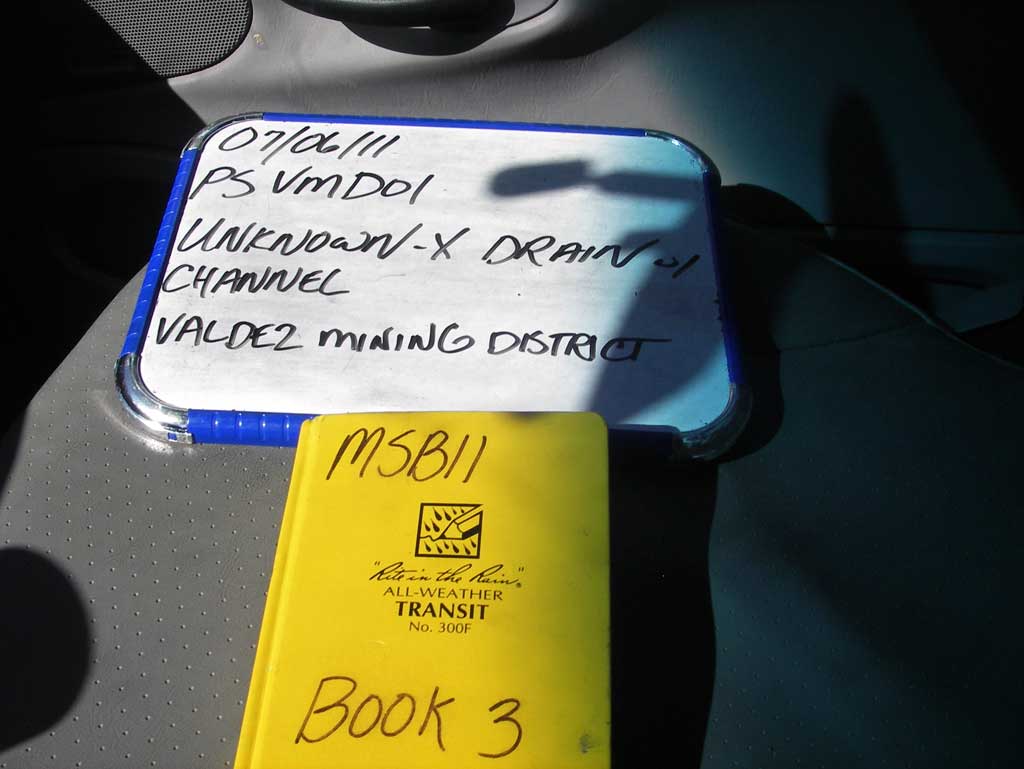 07/06/11
PS VMD01
UNKNOWN-X DRAIN 01
CHANNEL
VALDEZ MINING DISTRICT
MSB11
"Rite in the Rain"®
ALL-WEATHER
TRANSIT
No. 300F
BOOK 3